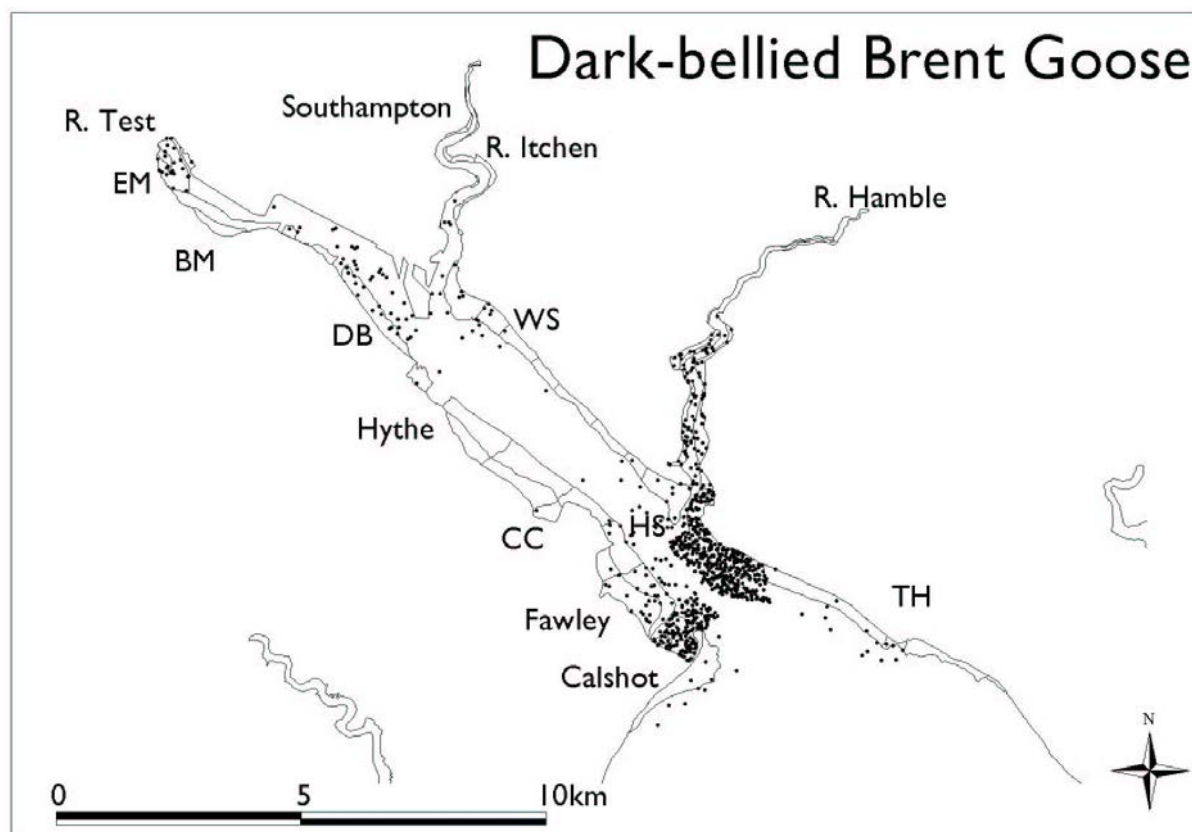 Dark-bellied Brent Goose
Southampton
R. Test
R. Itchen
EM
R. Hamble
BM
WS
DB
Hythe
HS
CC
TH
Fawley
Calshot
N
0 5 10km